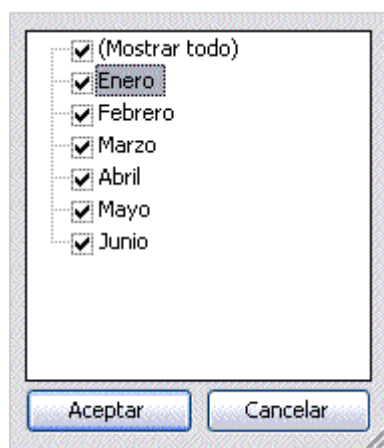 (Mostrar todo)
Enero
Febrero
Marzo
Abril
Mayo
Junio
Aceptar
Cancelar